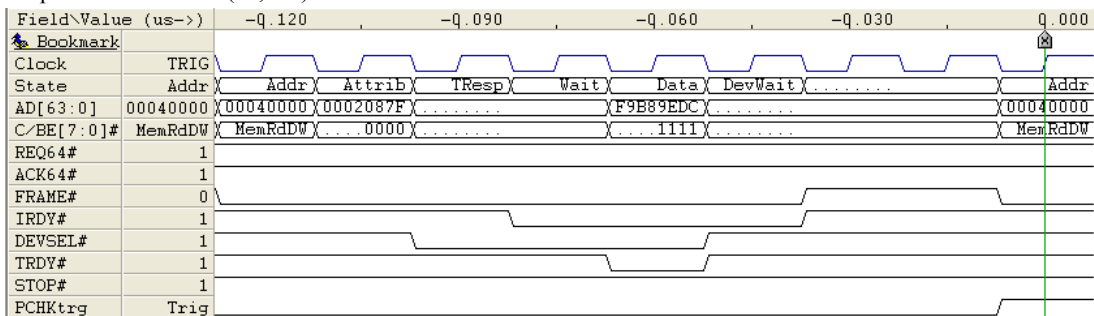 Field\Value (us->) -0.120 -0.090 -0.060 -0.030 0.000
Bookmark
Clock TRIG
State Addr Addr Attrib TResp Wait Data DevWait ........ Addr
AD[63:0] 00040000 00040000 0002087F ........ F9B89EDC ........ 00040000
C/BE[7:0]# MemRdDW MemRdDW ....0000 ........ ....1111 ........ MemRdDW
REQ64# 1
ACK64# 1
FRAME# 0
IRDY# 1
DEVSEL# 1
TRDY# 1
STOP# 1
PCHKtrg Trig